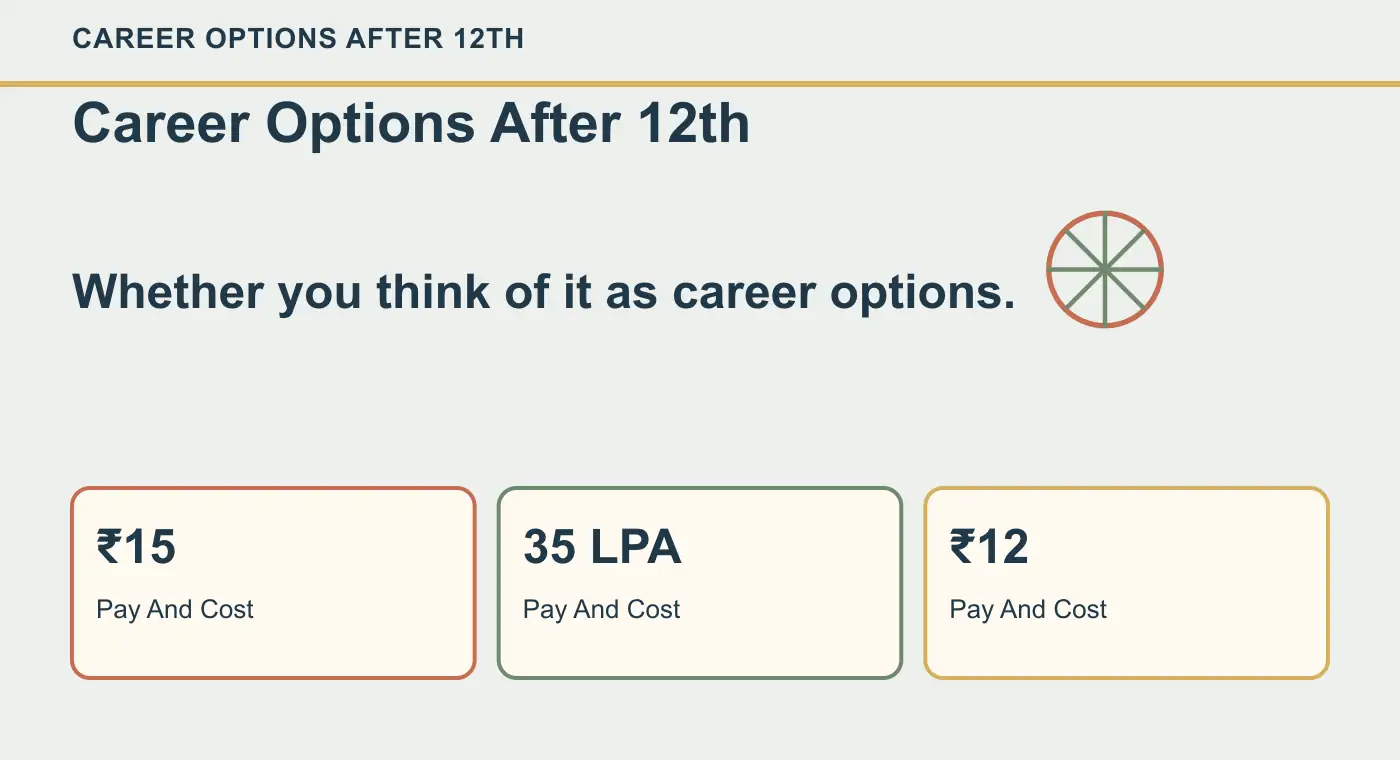 CAREER OPTIONS AFTER 12TH
Career Options After 12th
Whether you think of it as career options.
₹15
Pay And Cost
35 LPA
Pay And Cost
₹12
Pay And Cost